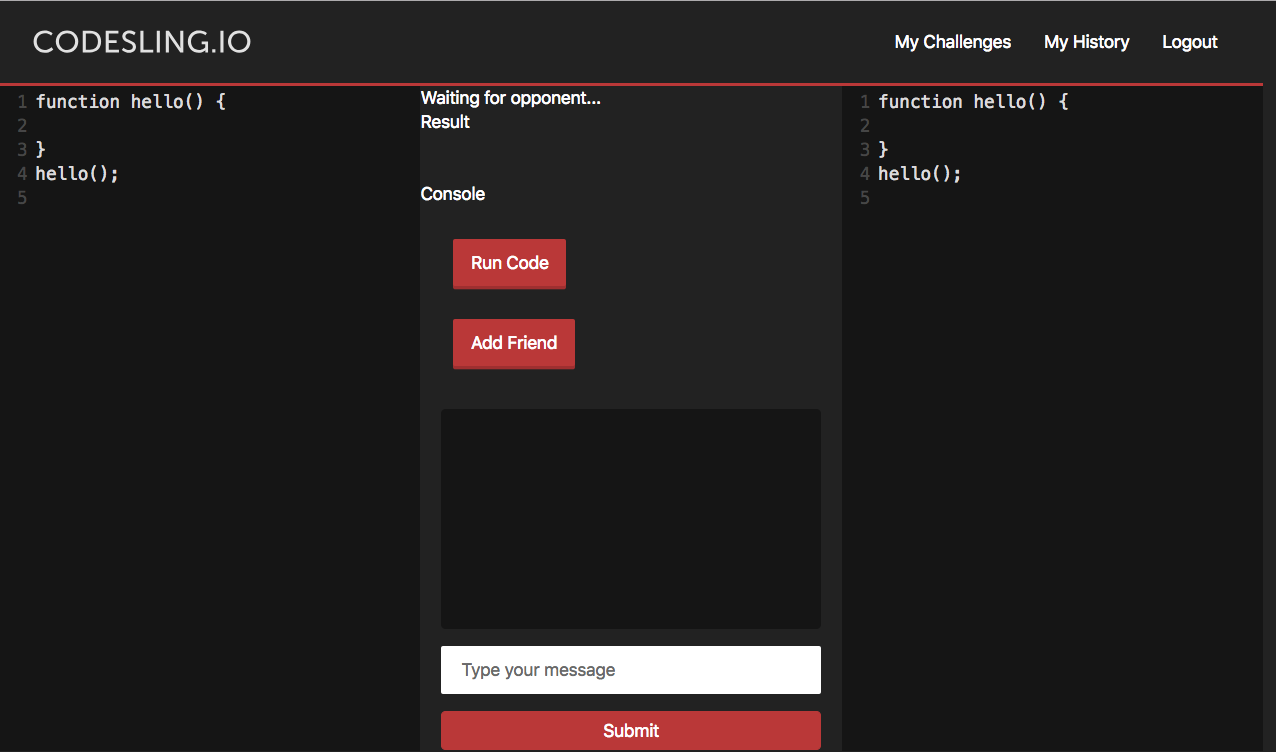 CODESLING.IO
My Challenges My History Logout
1 function hello() {
2
3 }
4 hello();
5
Waiting for opponent...
Result
Console
Run Code
Add Friend
Type your message
Submit
1 function hello() {
2
3 }
4 hello();
5